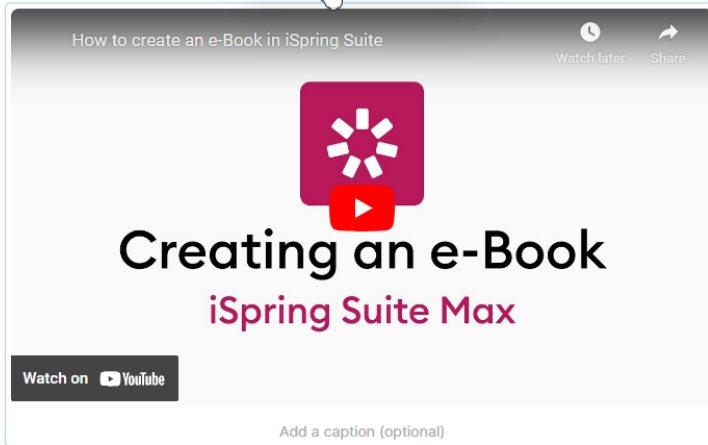 How to create an e-Book in iSpring Suite
Watch later
Share
Creating an e-Book
iSpring Suite Max
Watch on YouTube
Add a caption (optional)